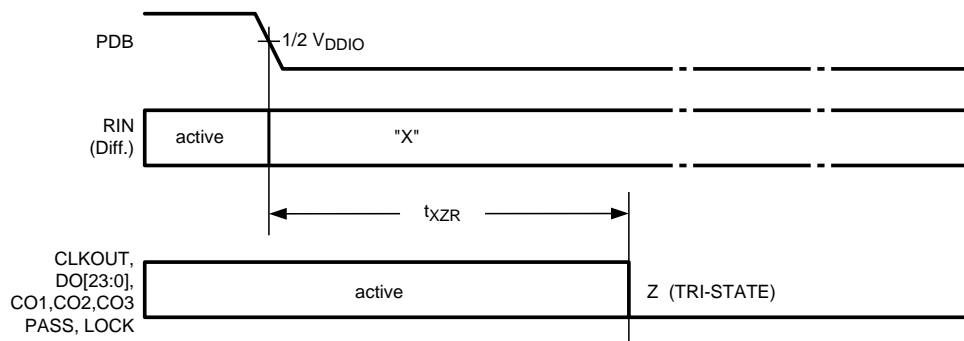 PDB
1/2 VDDIO
RIN
(Diff.)
active
"X"
tXZR
CLKOUT,
DO[23:0],
CO1,CO2,CO3
PASS, LOCK
active
Z (TRI-STATE)